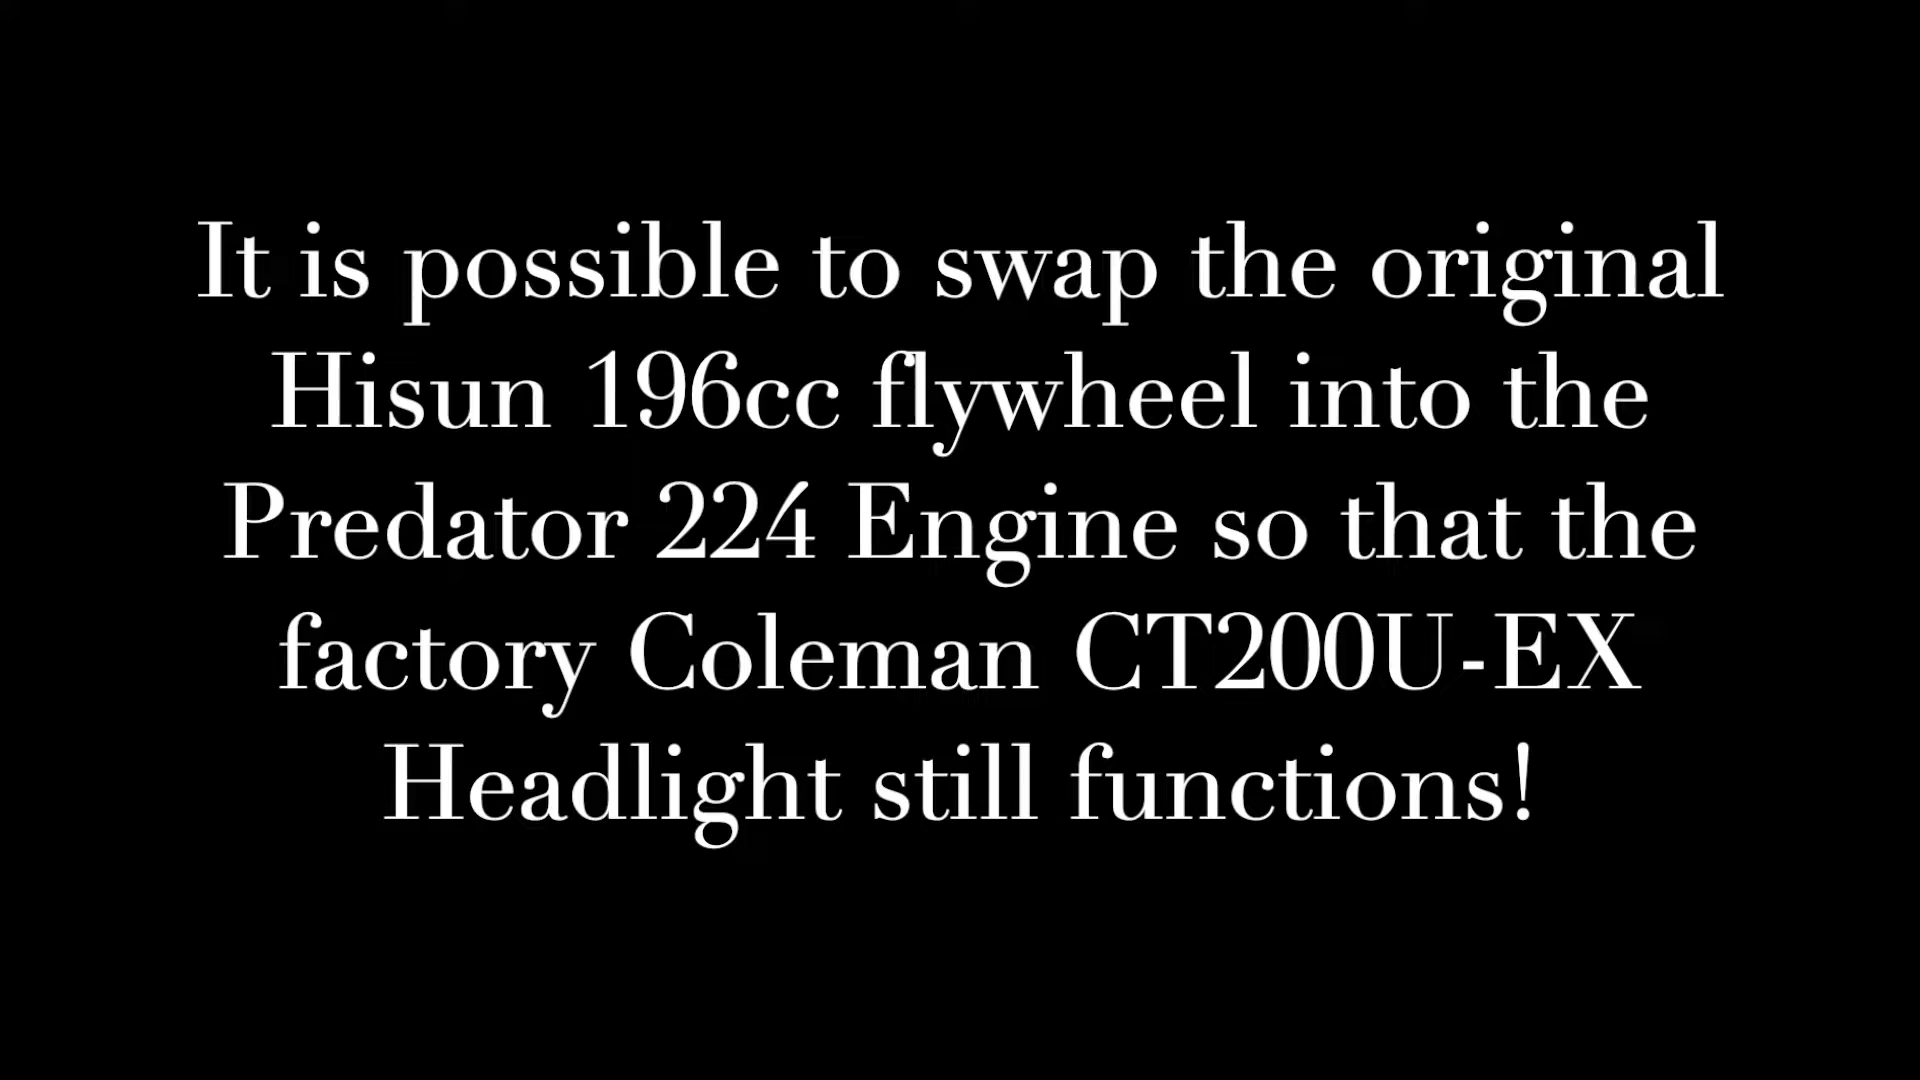 It is possible to swap the original
Hisun 196cc flywheel into the
Predator 224 Engine so that the
factory Coleman CT200U-EX
Headlight still functions!